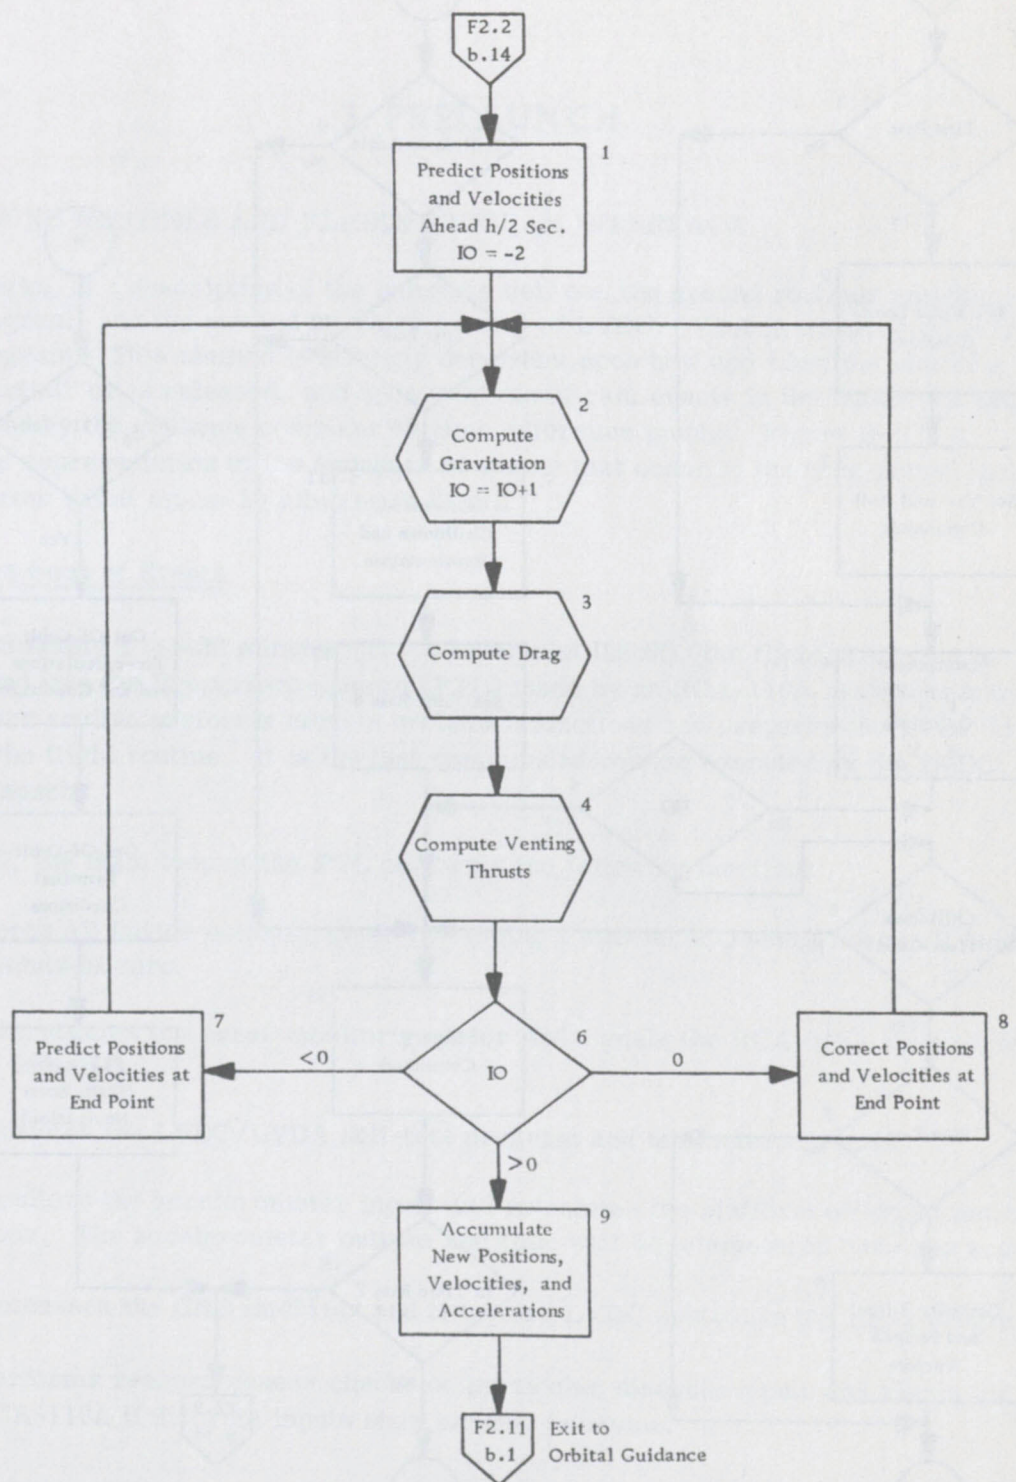 F2.2
b.14
1
Predict Positions
and Velocities
Ahead h/2 Sec.
IO = -2
2
Compute
Gravitation
IO = IO+1
3
Compute Drag
4
Compute Venting
Thrusts
7
Predict Positions
and Velocities at
End Point
<0
6
IO
0
8
Correct Positions
and Velocities at
End Point
>0
9
Accumulate
New Positions,
Velocities, and
Accelerations
F2.11
b.1
Exit to
Orbital Guidance